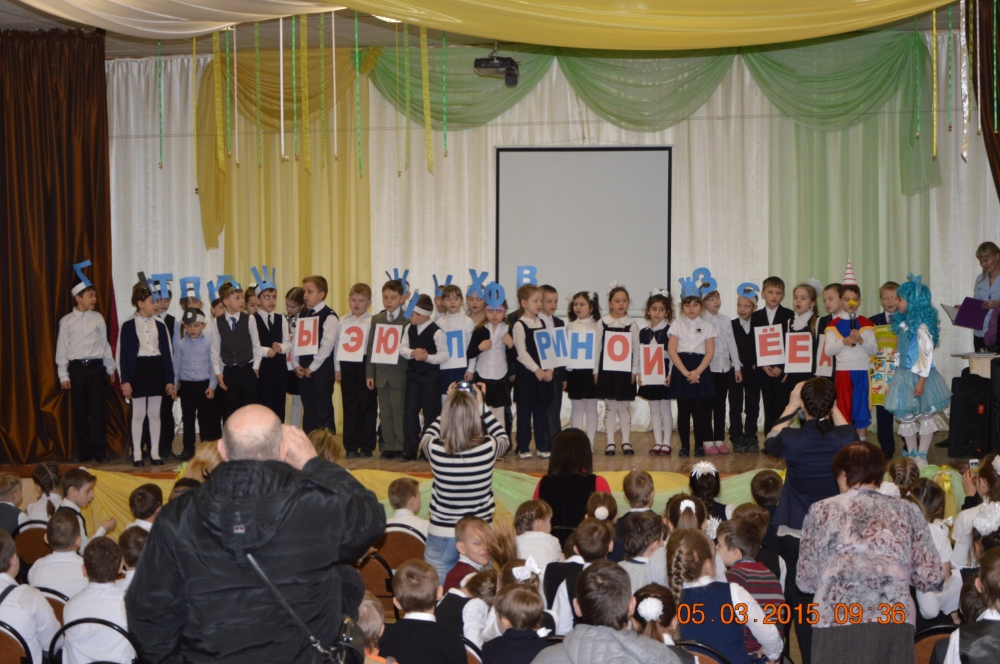 Г Т П К Ш Ч Х Ф В Ж З
Ы Э Ю Л Р И Н О Й Ё Е А
05.03.2015 09:36